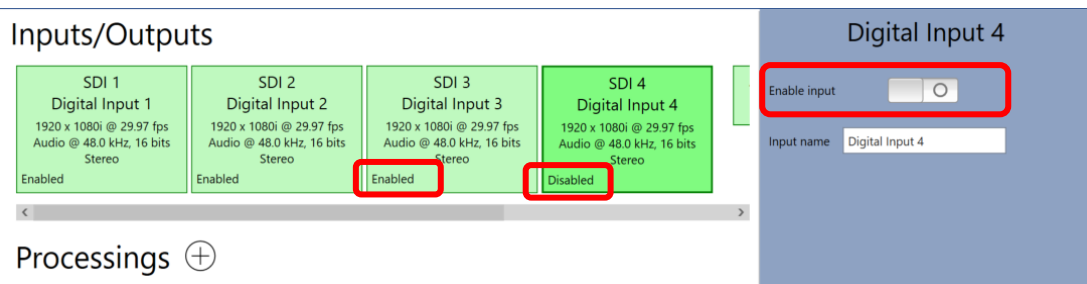 Inputs/Outputs
SDI 1
Digital Input 1
1920 x 1080i @ 29.97 fps
Audio @ 48.0 kHz, 16 bits
Stereo
Enabled
SDI 2
Digital Input 2
1920 x 1080i @ 29.97 fps
Audio @ 48.0 kHz, 16 bits
Stereo
Enabled
SDI 3
Digital Input 3
1920 x 1080i @ 29.97 fps
Audio @ 48.0 kHz, 16 bits
Stereo
Enabled
SDI 4
Digital Input 4
1920 x 1080i @ 29.97 fps
Audio @ 48.0 kHz, 16 bits
Stereo
Disabled
Processings
Digital Input 4
Enable input
Input name Digital Input 4